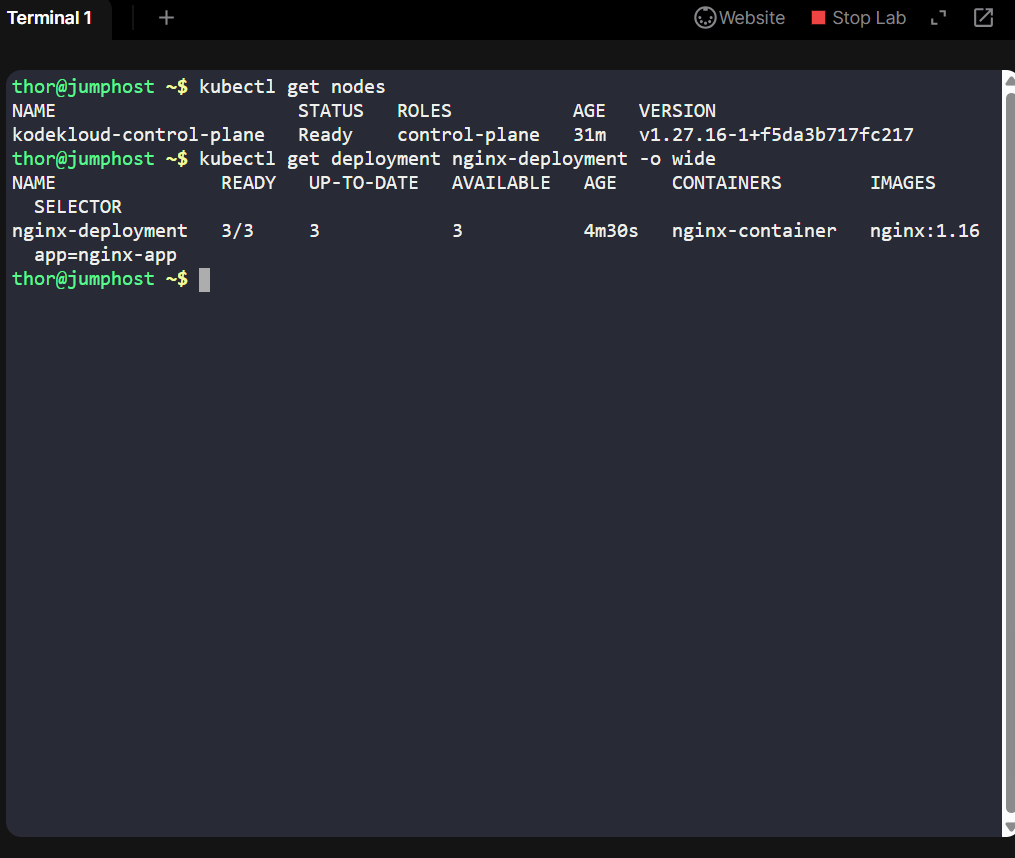 Terminal 1 + Website Stop Lab
thor@jumphost ~$ kubectl get nodes
NAME STATUS ROLES AGE VERSION
kodekloud-control-plane Ready control-plane 31m v1.27.16-1+f5da3b717fc217
thor@jumphost ~$ kubectl get deployment nginx-deployment -o wide
NAME READY UP-TO-DATE AVAILABLE AGE CONTAINERS IMAGES
SELECTOR
nginx-deployment 3/3 3 3 4m30s nginx-container nginx:1.16
app=nginx-app
thor@jumphost ~$